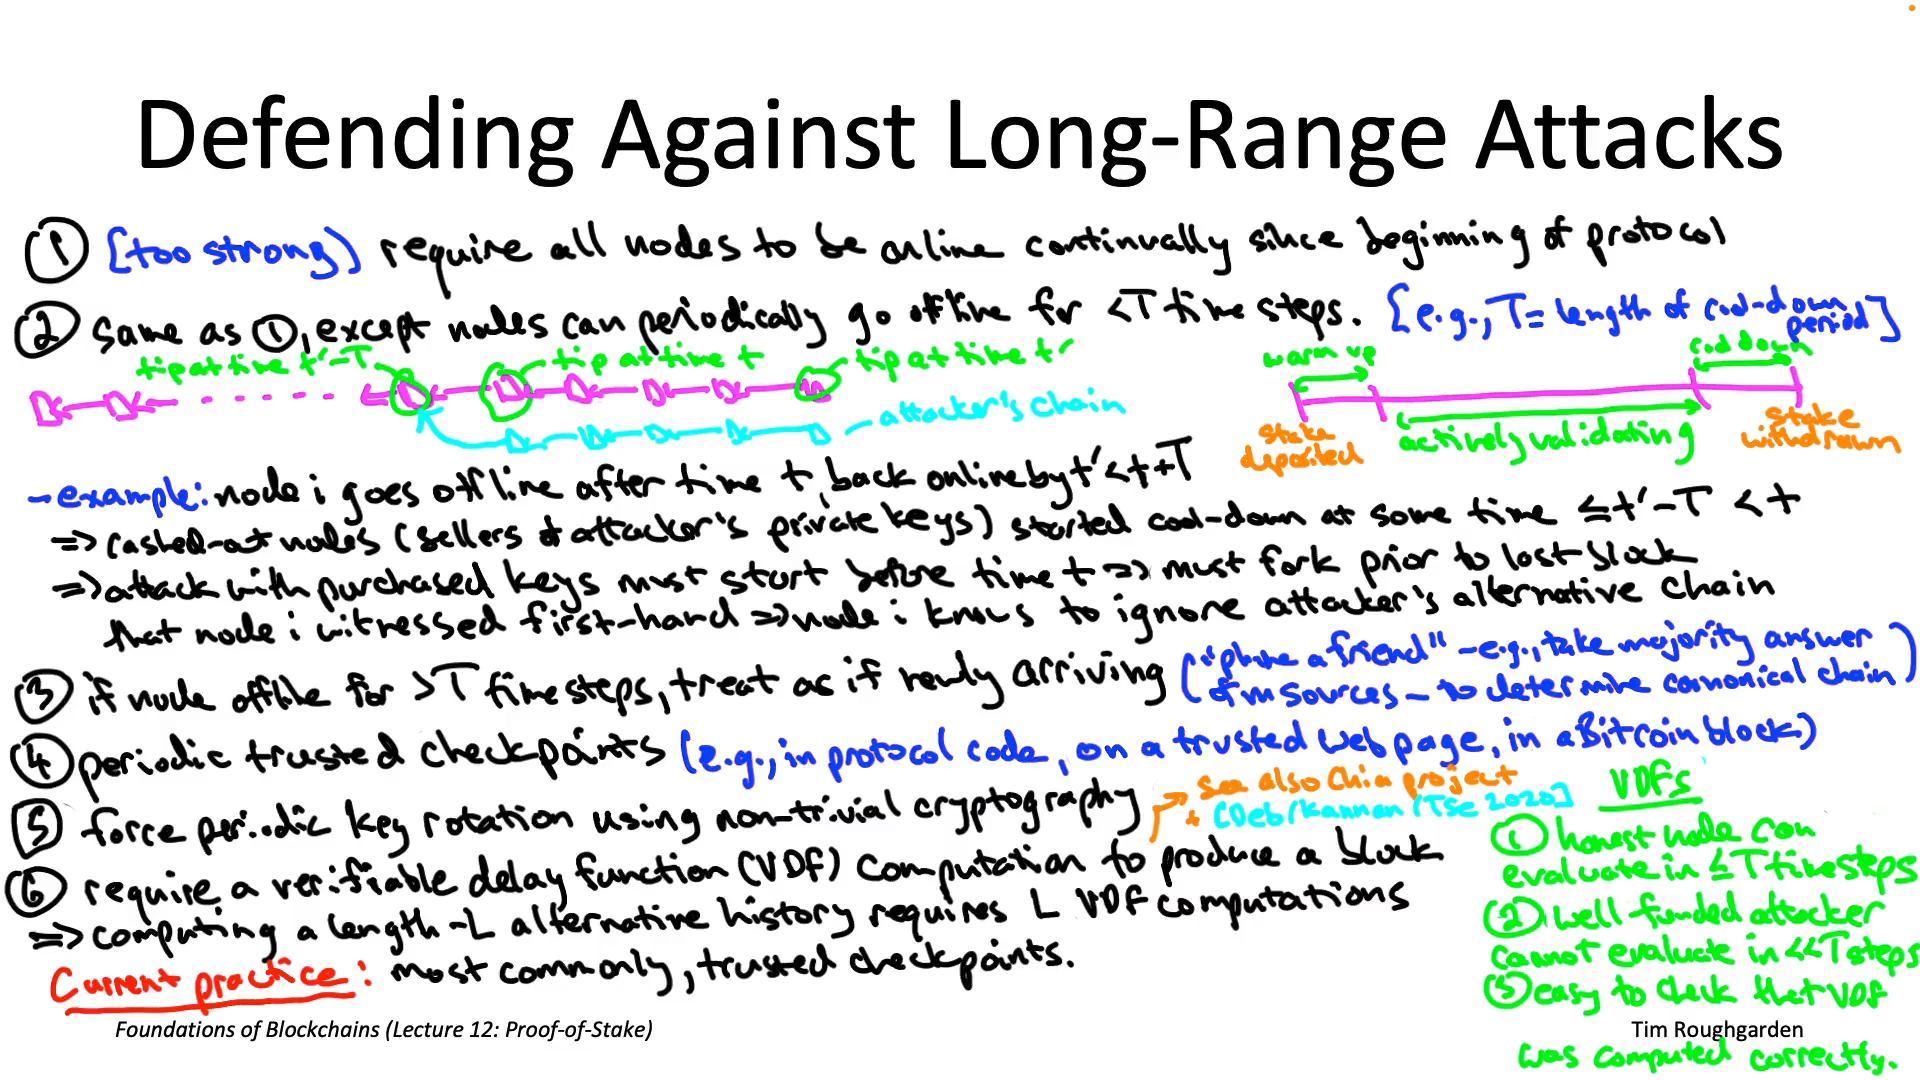 Defending Against Long-Range Attacks
① (too strong) require all nodes to be online continually since beginning of protocol
② same as ①, except nodes can periodically go offline for <T time steps. [e.g., T = length of cool-down period]
tip at time t'-T
tip at time t
tip at time t'
attacker's chain
warm up
cool down
stake deposited
actively validating
stake withdrawn
- example: node i goes offline after time t, back online by t' < t+T
=> cashed-out nodes (sellers of attacker's private keys) started cool-down at some time ≤ t'-T < t
=> attack with purchased keys must start before time t => must fork prior to last block
that node i witnessed first-hand => node i knows to ignore attacker's alternative chain
③ if node offline for >T time steps, treat as if newly arriving ("phone a friend" - e.g., take majority answer
of m sources - to determine canonical chain)
④ periodic trusted checkpoints (e.g., in protocol code, on a trusted web page, in a Bitcoin block)
⑤ force periodic key rotation using non-trivial cryptography
see also Chia project
+ [Deb/Kannan/Tse 2020]
⑥ require a verifiable delay function (VDF) computation to produce a block
=> computing a length-L alternative history requires L VDF computations
Current practice: most commonly, trusted checkpoints.
VDFs
① honest node can
evaluate in ≤ T timesteps
② well-funded attacker
cannot evaluate in <<T steps
③ easy to check that VDF
was computed correctly.
Foundations of Blockchains (Lecture 12: Proof-of-Stake)
Tim Roughgarden